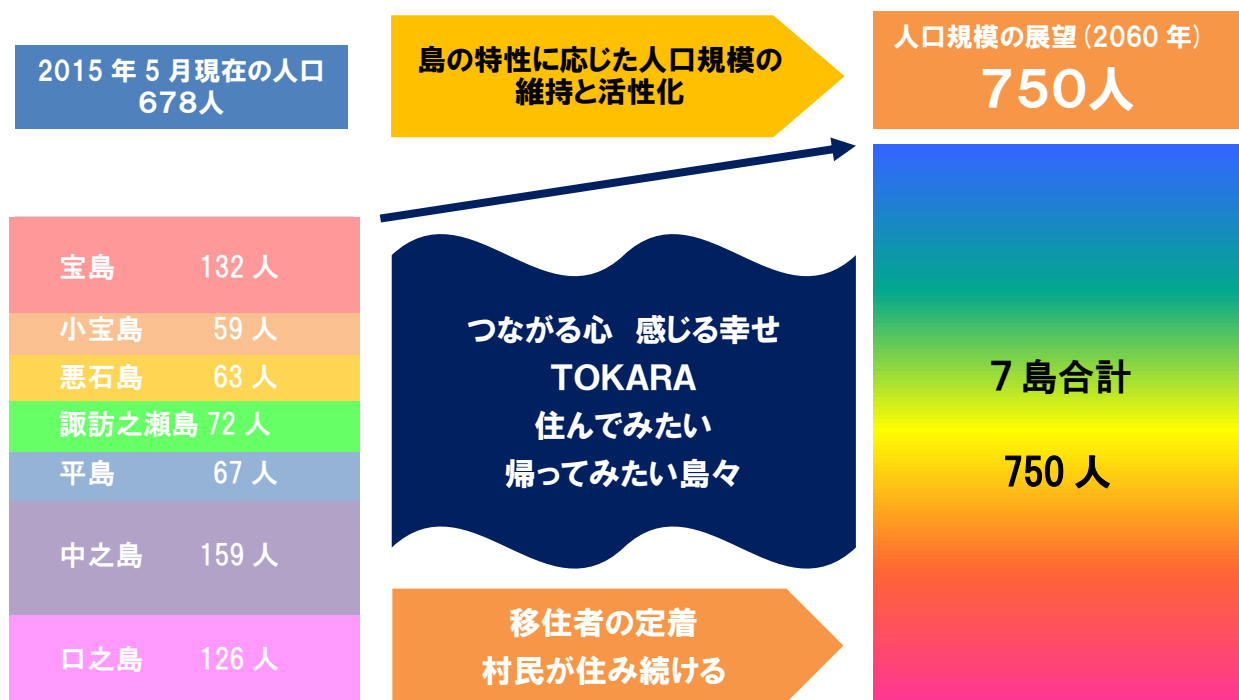 2015 年 5 月現在の人口
678人
宝島 132 人
小宝島 59 人
悪石島 63 人
諏訪之瀬島 72 人
平島 67 人
中之島 159 人
口之島 126 人
島の特性に応じた人口規模の
維持と活性化
つながる心 感じる幸せ
TOKARA
住んでみたい
帰ってみたい島々
移住者の定着
村民が住み続ける
人口規模の展望(2060 年)
750人
7 島合計
750 人